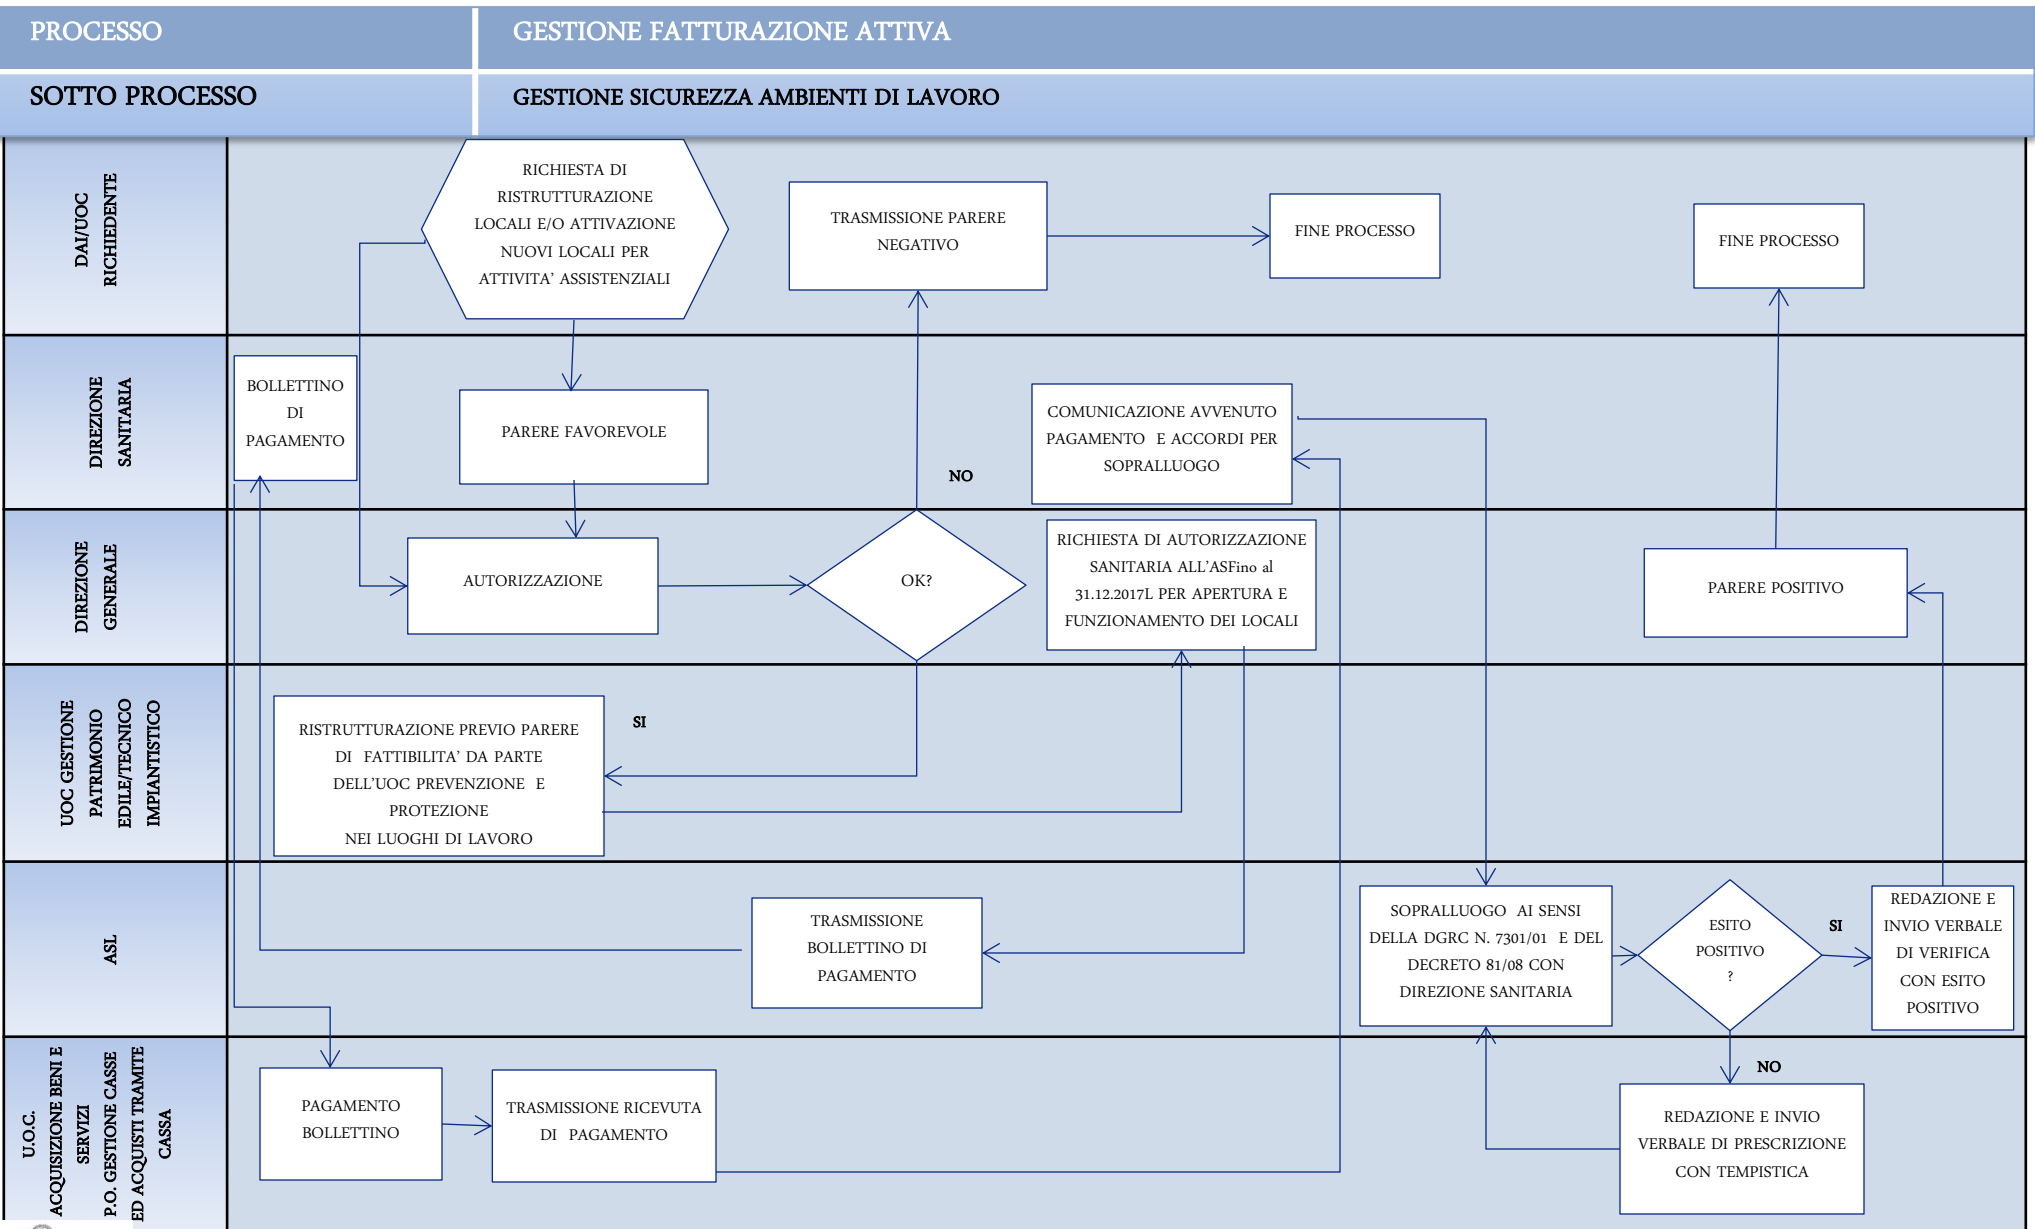 PROCESSO
GESTIONE FATTURAZIONE ATTIVA
SOTTO PROCESSO
GESTIONE SICUREZZA AMBIENTI DI LAVORO
DAI/UOC
RICHIEDENTE
RICHIESTA DI
RISTRUTTURAZIONE
LOCALI E/O ATTIVAZIONE
NUOVI LOCALI PER
ATTIVITA' ASSISTENZIALI
TRASMISSIONE PARERE
NEGATIVO
FINE PROCESSO
FINE PROCESSO
DIREZIONE
SANITARIA
BOLLETTINO
DI
PAGAMENTO
PARERE FAVOREVOLE
NO
COMUNICAZIONE AVVENUTO
PAGAMENTO E ACCORDI PER
SOPRALLUOGO
DIREZIONE
GENERALE
AUTORIZZAZIONE
OK?
RICHIESTA DI AUTORIZZAZIONE
SANITARIA ALL'ASFino al
31.12.2017L PER APERTURA E
FUNZIONAMENTO DEI LOCALI
PARERE POSITIVO
UOC GESTIONE
PATRIMONIO
EDILE/TECNICO
IMPIANTISTICO
RISTRUTTURAZIONE PREVIO PARERE
DI FATTIBILITA' DA PARTE
DELL'UOC PREVENZIONE E
PROTEZIONE
NEI LUOGHI DI LAVORO
SI
ASL
TRASMISSIONE
BOLLETTINO DI
PAGAMENTO
SOPRALLUOGO AI SENSI
DELLA DGRC N. 7301/01 E DEL
DECRETO 81/08 CON
DIREZIONE SANITARIA
ESITO
POSITIVO
?
SI
REDAZIONE E
INVIO VERBALE
DI VERIFICA
CON ESITO
POSITIVO
U.O.C.
ACQUISIZIONE BENI E
SERVIZI
P.O. GESTIONE CASSE
ED ACQUISTI TRAMITE
CASSA
PAGAMENTO
BOLLETTINO
TRASMISSIONE RICEVUTA
DI PAGAMENTO
NO
REDAZIONE E INVIO
VERBALE DI PRESCRIZIONE
CON TEMPISTICA